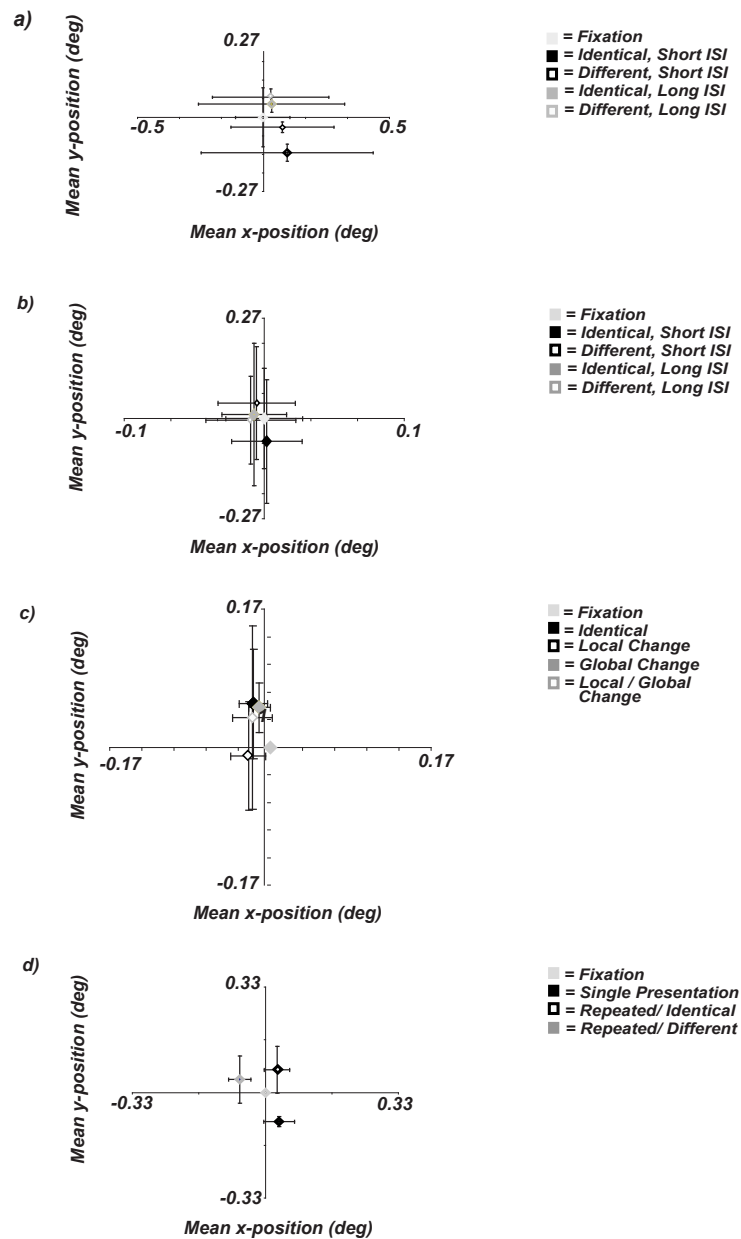 a)
Mean y-position (deg)
0.27
-0.5
0.5
-0.27
Mean x-position (deg)
= Fixation
= Identical, Short ISI
= Different, Short ISI
= Identical, Long ISI
= Different, Long ISI
b)
Mean y-position (deg)
0.27
-0.1
0.1
-0.27
Mean x-position (deg)
= Fixation
= Identical, Short ISI
= Different, Short ISI
= Identical, Long ISI
= Different, Long ISI
c)
Mean y-position (deg)
0.17
-0.17
0.17
-0.17
Mean x-position (deg)
= Fixation
= Identical
= Local Change
= Global Change
= Local / Global
Change
d)
Mean y-position (deg)
0.33
-0.33
0.33
-0.33
Mean x-position (deg)
= Fixation
= Single Presentation
= Repeated/ Identical
= Repeated/ Different